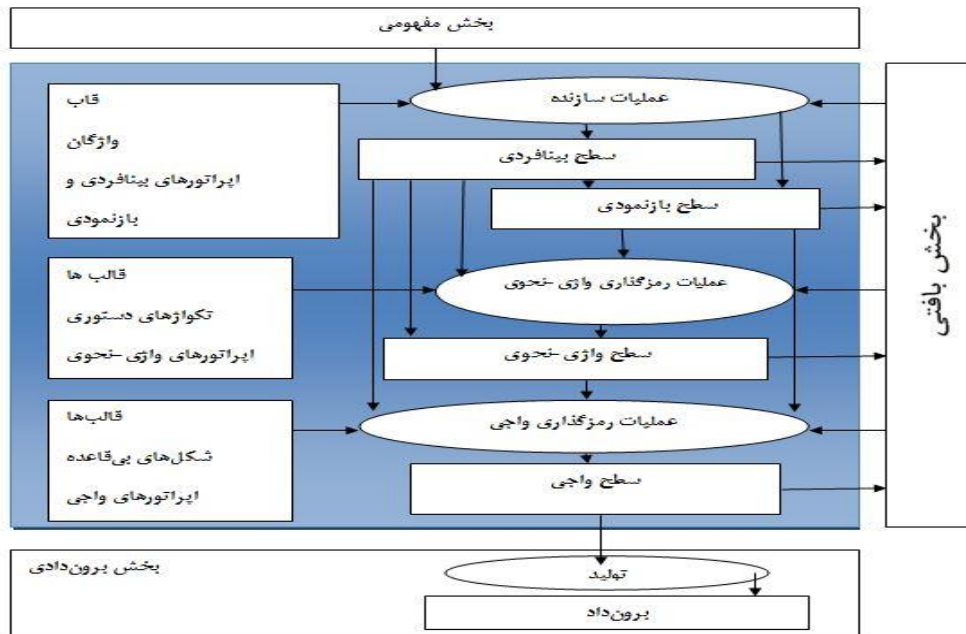 بخش مفهومی
عملیات سازنده
قاب
واژگان
اپراتورهای بینافردی و
بازنمودی
سطح بینافردی
سطح بازنمودی
قالب ها
تکواژهای دستوری
اپراتورهای واژی-نحوی
عملیات رمزگذاری واژی-نحوی
سطح واژی-نحوی
قالب‌ها
شکل‌های بی‌قاعده
اپراتورهای واجی
عملیات رمزگذاری واجی
سطح واجی
بخش بافتی
بخش برون‌دادی
تولید
برون‌داد